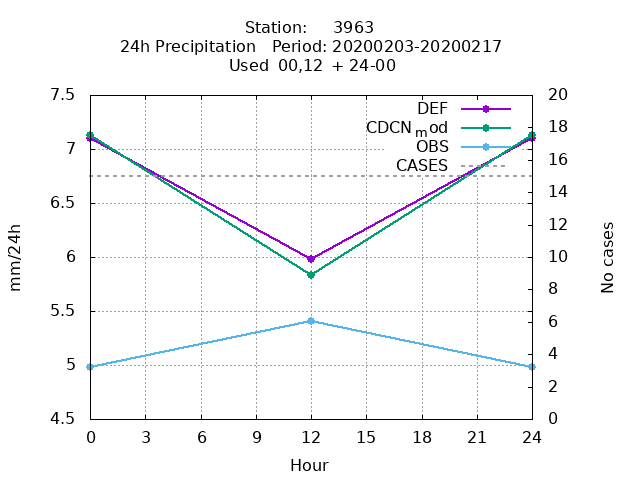 Station: 3963
24h Precipitation Period: 20200203-20200217
Used 00,12 + 24-00
7.5
7
6.5
6
5.5
5
4.5
mm/24h
DEF
CDCN_mod
OBS
CASES
20
18
16
14
12
10
8
6
4
2
0
No cases
0 3 6 9 12 15 18 21 24
Hour